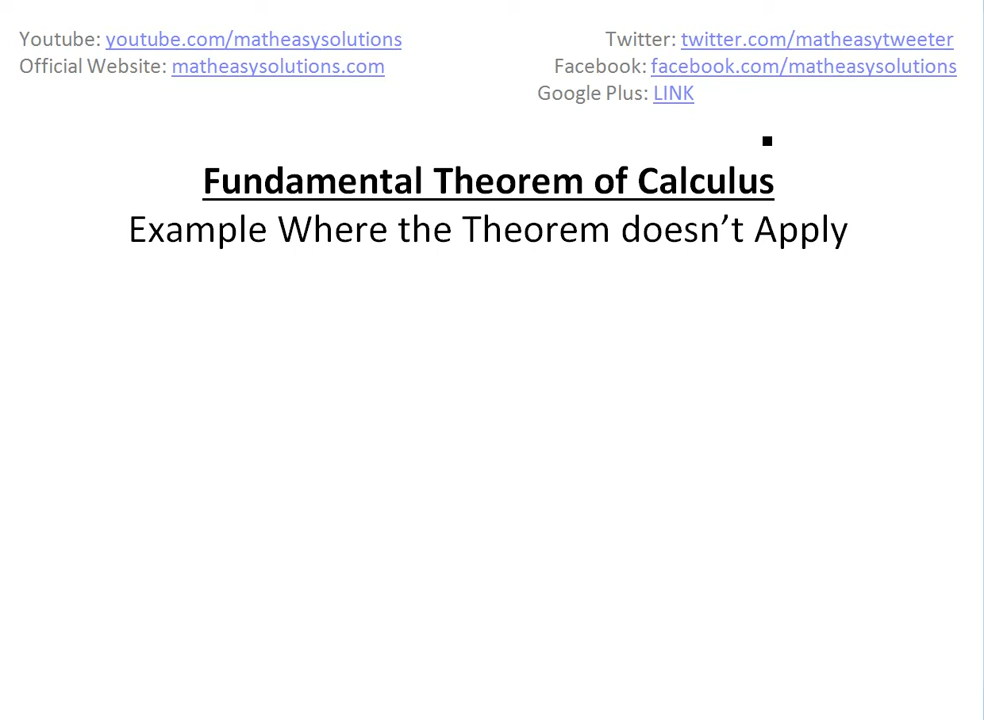 Youtube: youtube.com/matheasysolutions
Twitter: twitter.com/matheasytweeter
Official Website: matheasysolutions.com
Facebook: facebook.com/matheasysolutions
Google Plus: LINK
Fundamental Theorem of Calculus
Example Where the Theorem doesn’t Apply